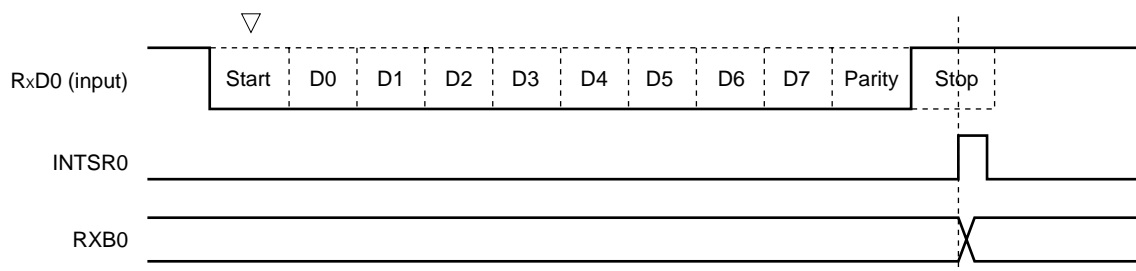 RxD0 (input)
Start D0 D1 D2 D3 D4 D5 D6 D7 Parity Stop
INTSR0
RXB0